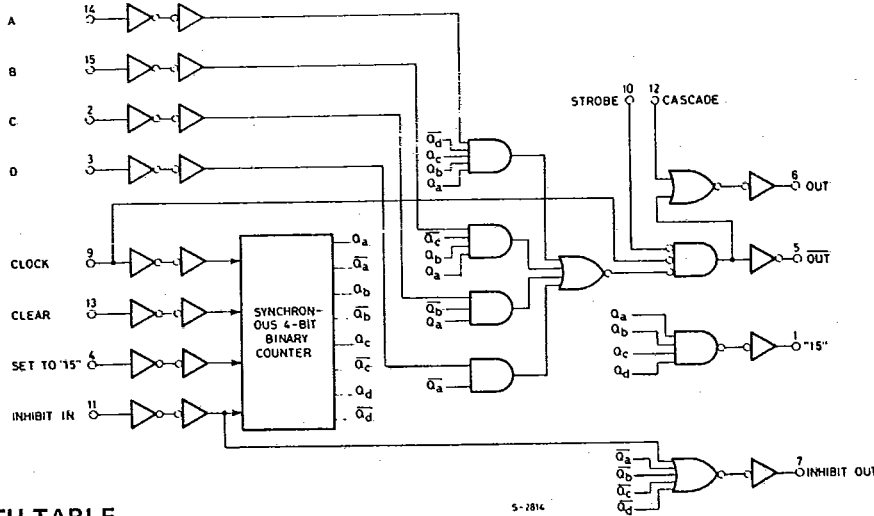 14
A
15
B
2
C
3
D
10 12
STROBE CASCADE
Q̅d
Qc
Qb
Qa
6
OUT
Q̅c
Qb
Qa
5
O̅U̅T̅
9
CLOCK
13
CLEAR
4
SET TO "15"
11
INHIBIT IN
SYNCHRON-
OUS 4-BIT
BINARY
COUNTER
Qa
Q̅a
Qb
Q̅b
Qc
Q̅c
Qd
Q̅d
Q̅b
Qa
Q̅a
Qa
Qb
Qc
Qd
1
"15"
Q̅a
Q̅b
Q̅c
Q̅d
7
INHIBIT OUT
S-2814
TH TABLE